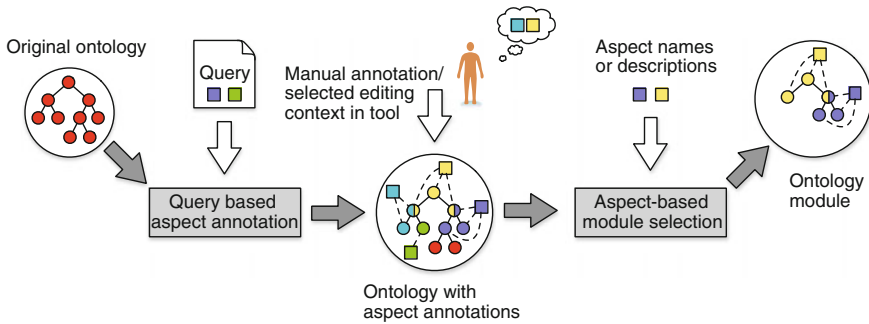 Original ontology
Query
Manual annotation/
selected editing
context in tool
Aspect names
or descriptions
Query based
aspect annotation
Aspect-based
module selection
Ontology
module
Ontology with
aspect annotations